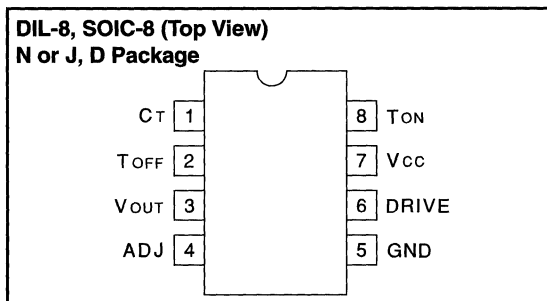 DIL-8, SOIC-8 (Top View)
N or J, D Package
CT 1 8 TON
TOFF 2 7 VCC
VOUT 3 6 DRIVE
ADJ 4 5 GND